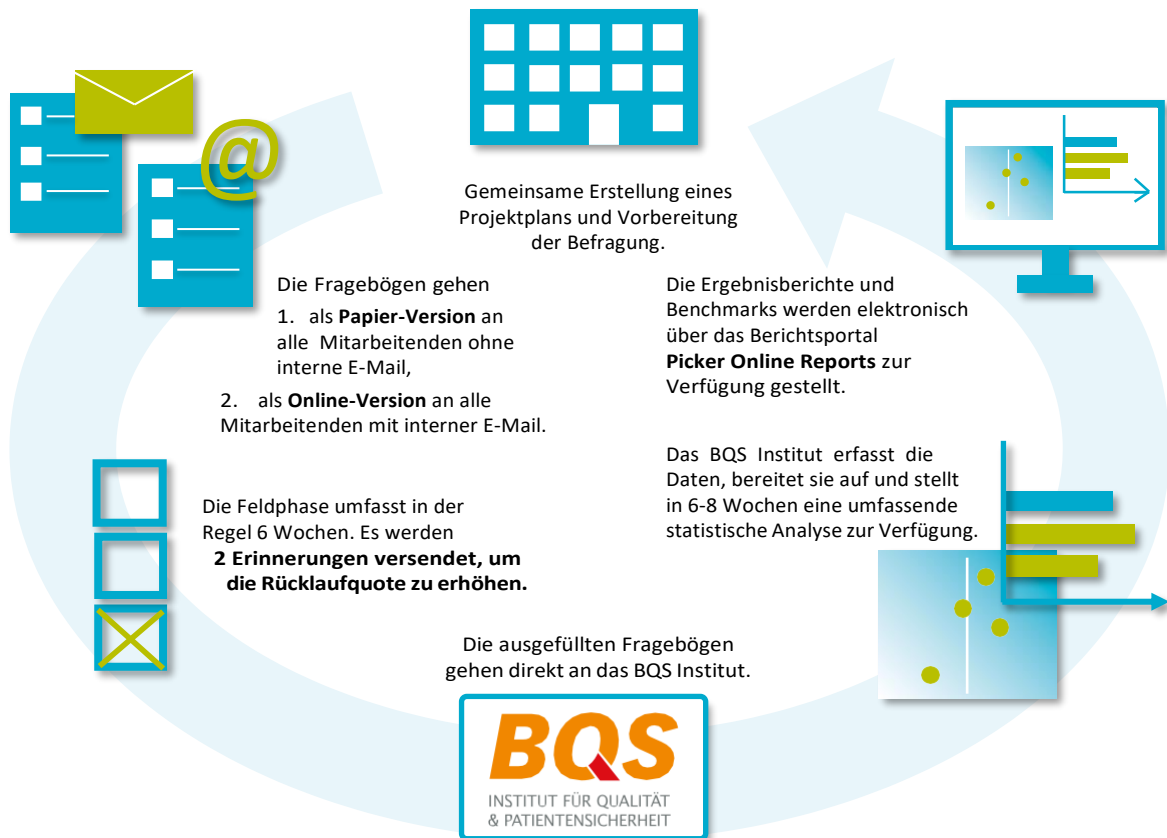 @
Gemeinsame Erstellung eines
Projektplans und Vorbereitung
der Befragung.
Die Fragebögen gehen
1. als Papier-Version an
alle Mitarbeitenden ohne
interne E-Mail,
2. als Online-Version an alle
Mitarbeitenden mit interner E-Mail.
Die Feldphase umfasst in der
Regel 6 Wochen. Es werden
2 Erinnerungen versendet, um
die Rücklaufquote zu erhöhen.
Die ausgefüllten Fragebögen
gehen direkt an das BQS Institut.
BQS
INSTITUT FÜR QUALITÄT
& PATIENTENSICHERHEIT
Das BQS Institut erfasst die
Daten, bereitet sie auf und stellt
in 6-8 Wochen eine umfassende
statistische Analyse zur Verfügung.
Die Ergebnisberichte und
Benchmarks werden elektronisch
über das Berichtsportal
Picker Online Reports zur
Verfügung gestellt.